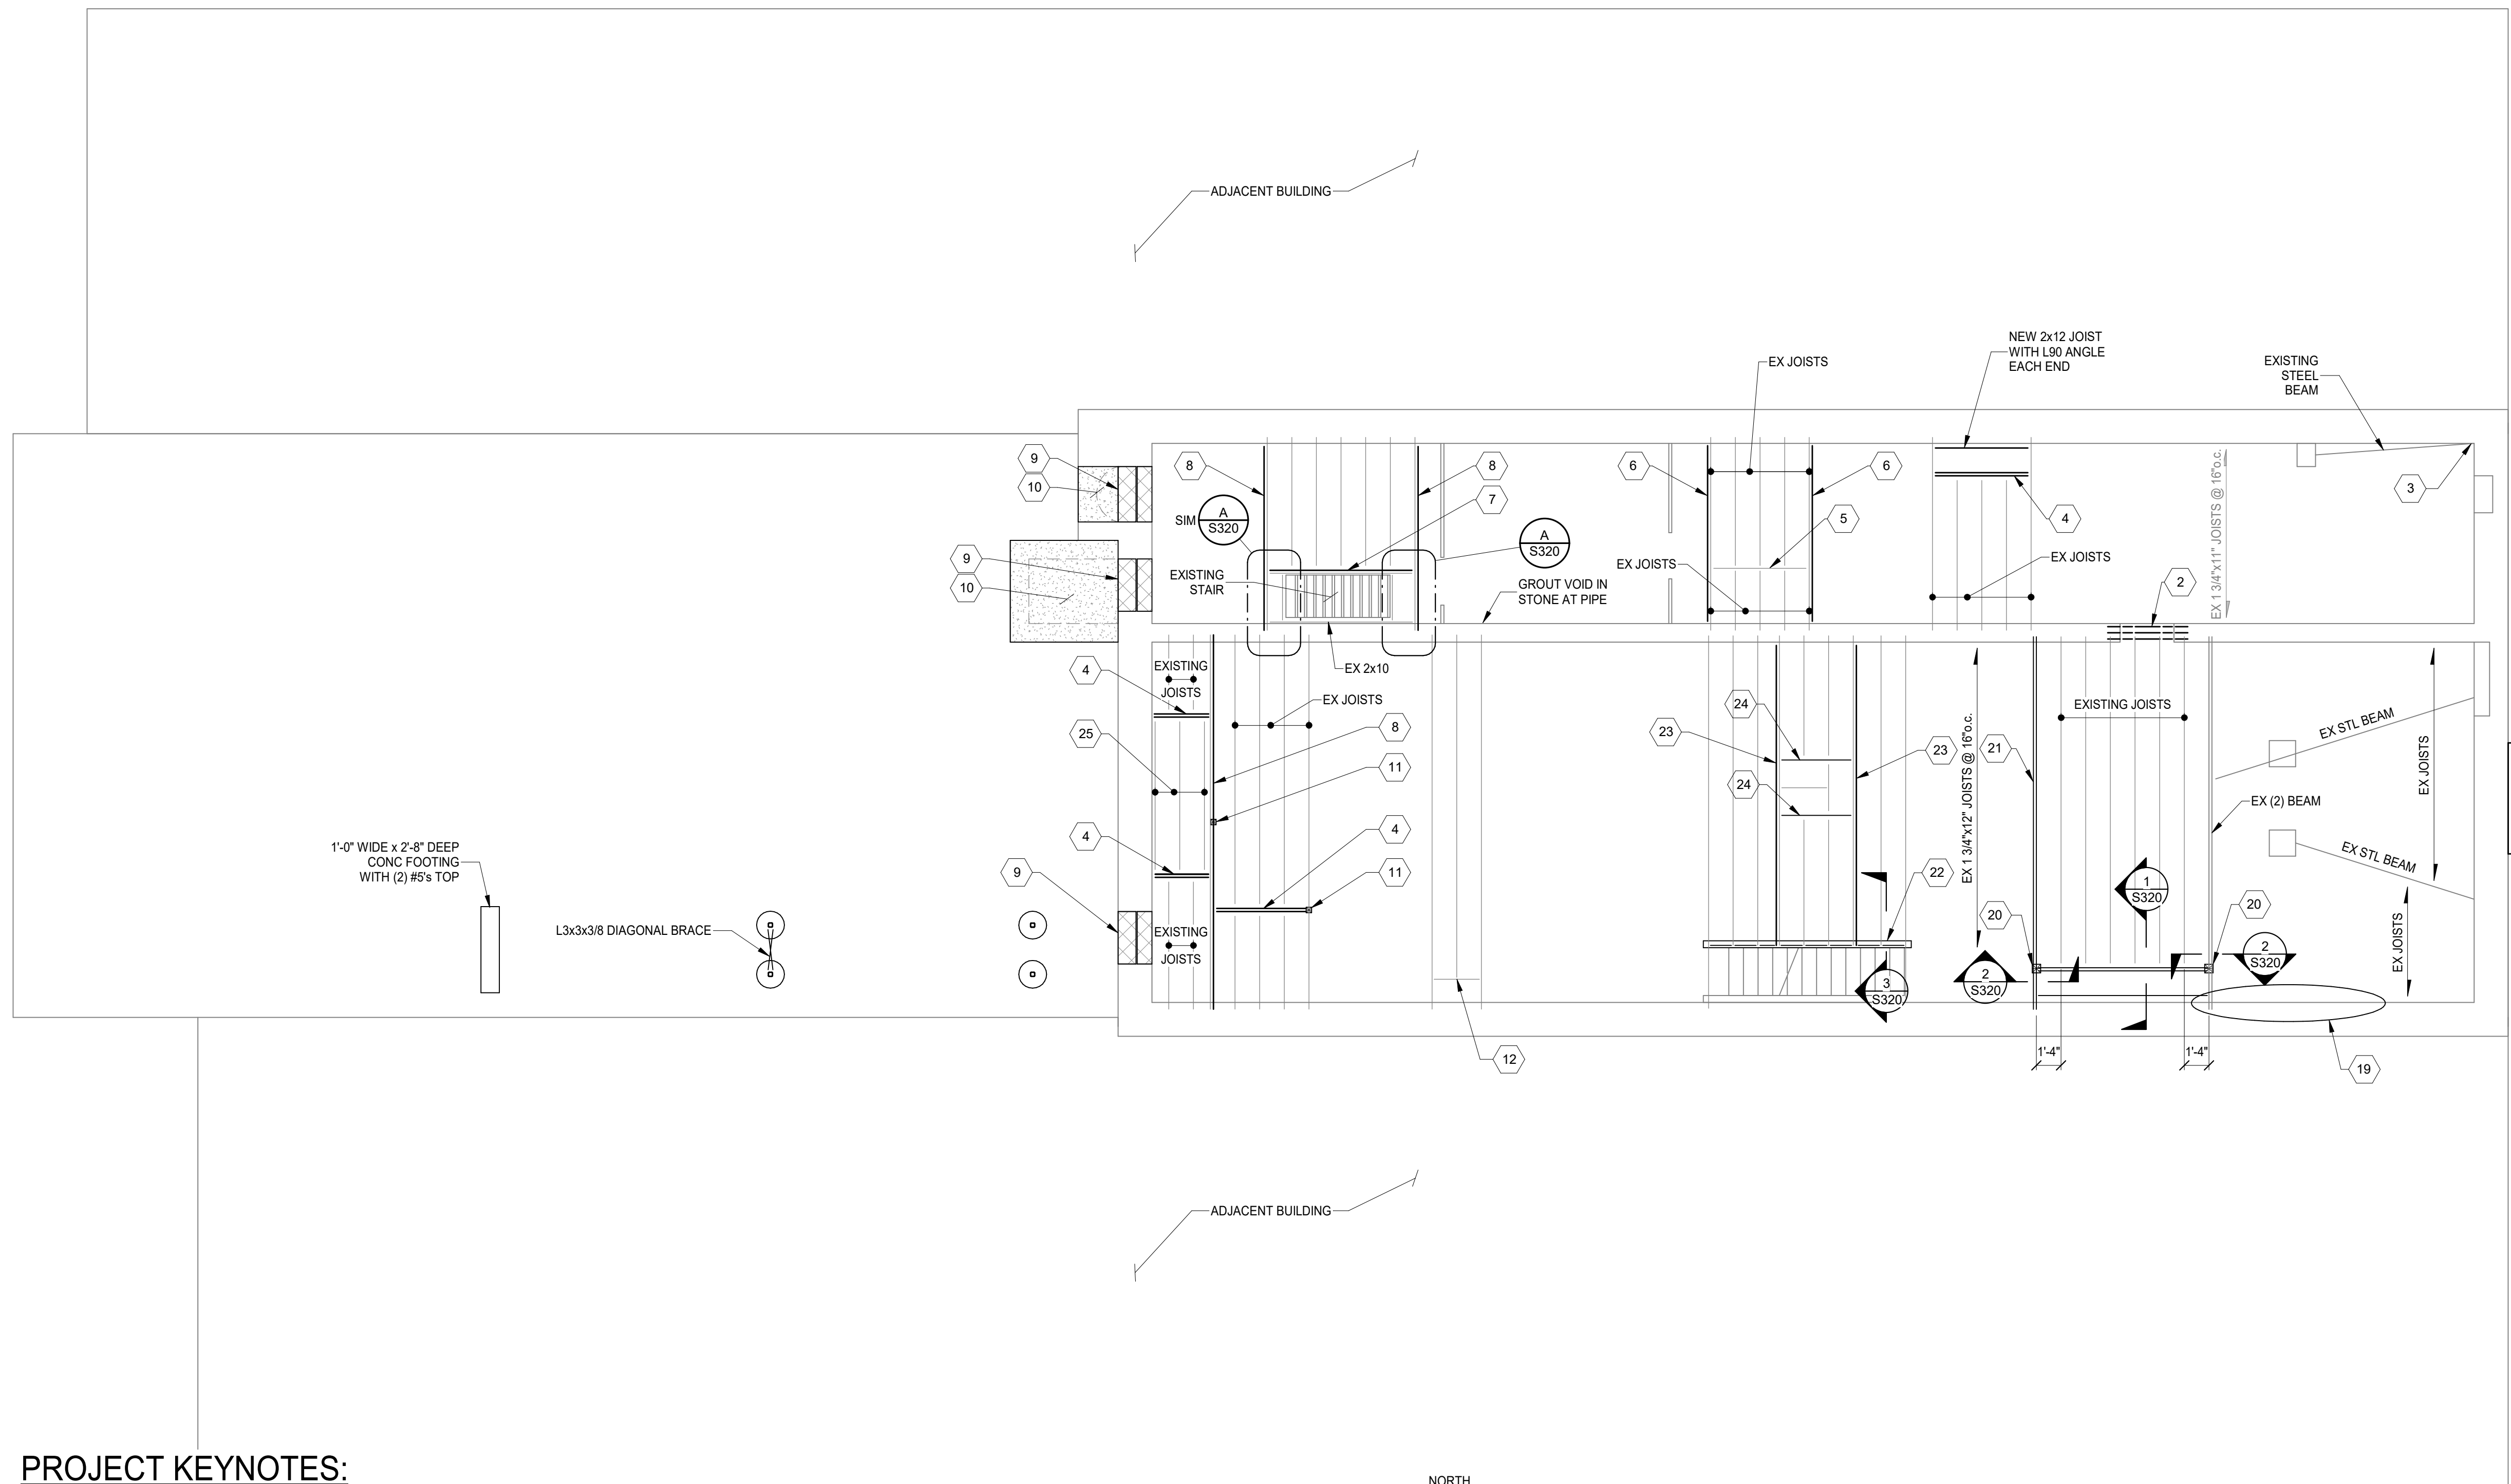 ADJACENT BUILDING
NEW 2x12 JOIST
WITH L90 ANGLE
EACH END
EX JOISTS
EXISTING
STEEL
BEAM
9
10
8
8
7
6
6
3
4
5
A
S320
SIM
A
S320
EX 1 3/4"x11" JOISTS @ 16"o.c.
9
10
EXISTING
STAIR
GROUT VOID IN
STONE AT PIPE
EX JOISTS
EX JOISTS
2
EX 2x10
4
EXISTING
JOISTS
EX JOISTS
25
8
11
4
4
11
9
EXISTING
JOISTS
12
24
23
23
24
22
EX 1 3/4"x12" JOISTS @ 16"o.c.
21
EXISTING JOISTS
EX STL BEAM
EX JOISTS
EX (2) BEAM
EX STL BEAM
EX JOISTS
1
S320
20
20
2
S320
2
S320
3
S320
1'-4"
1'-4"
19
1'-0" WIDE x 2'-8" DEEP
CONC FOOTING
WITH (2) #5's TOP
L3x3x3/8 DIAGONAL BRACE
ADJACENT BUILDING
PROJECT KEYNOTES:
NORTH